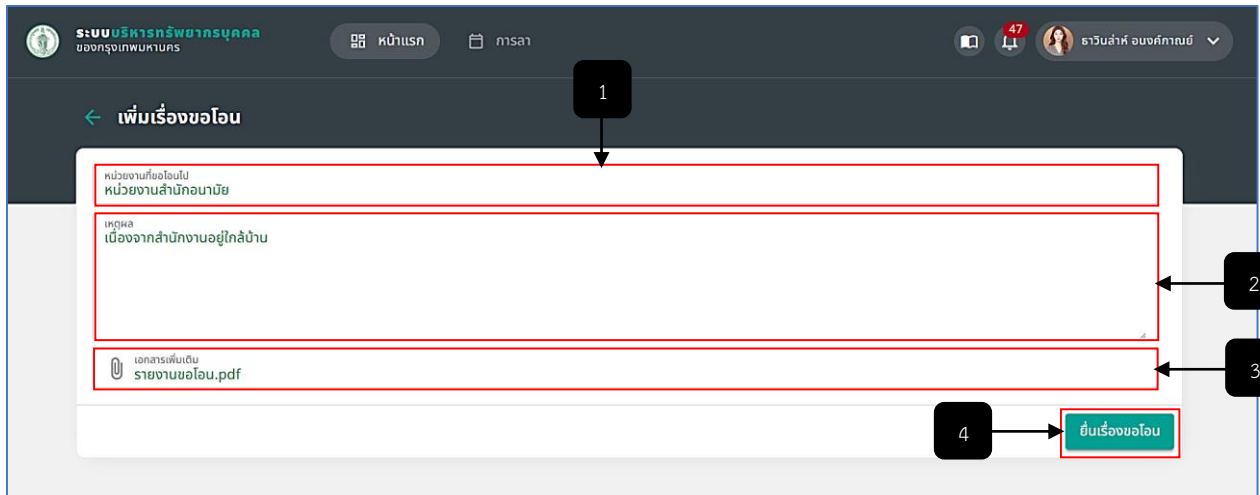 ระบบบริหารทรัพยากรบุคคล
ของกรุงเทพมหานคร
หน้าแรก
การลา
47
ธาวินล่าห์ อนงค์กาณย์
1
เพิ่มเรื่องขอโอน
หน่วยงานที่ขอโอนไป
หน่วยงานสำนักอนามัย
เหตุผล
เนื่องจากสำนักงานอยู่ใกล้บ้าน
2
เอกสารเพิ่มเติม
รายงานขอโอน.pdf
3
4
ยื่นเรื่องขอโอน